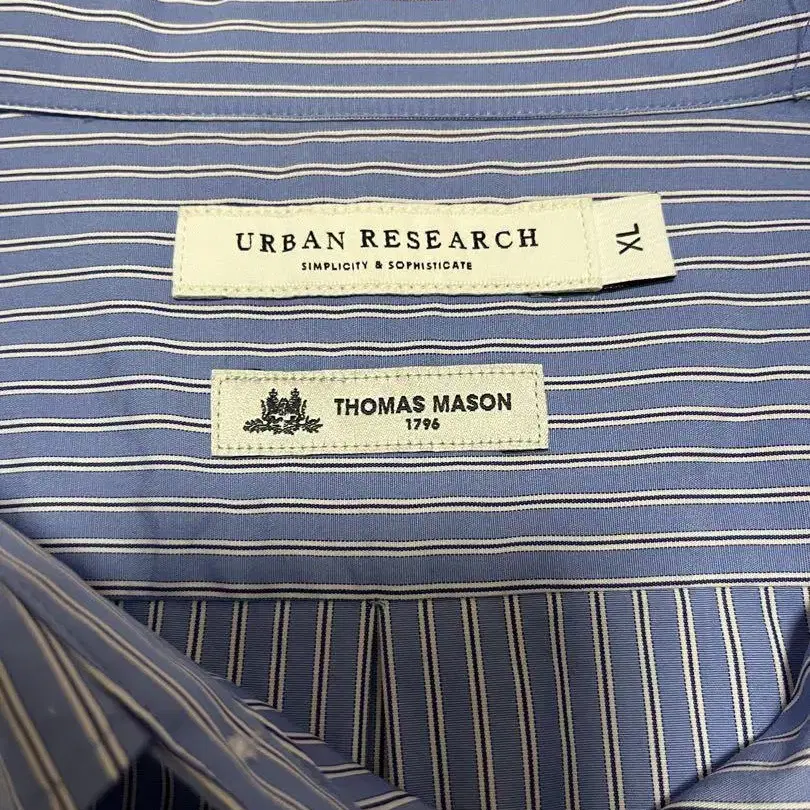 URBAN RESEARCH
SIMPLICITY & SOPHISTICATE
XL
THOMAS MASON
1796